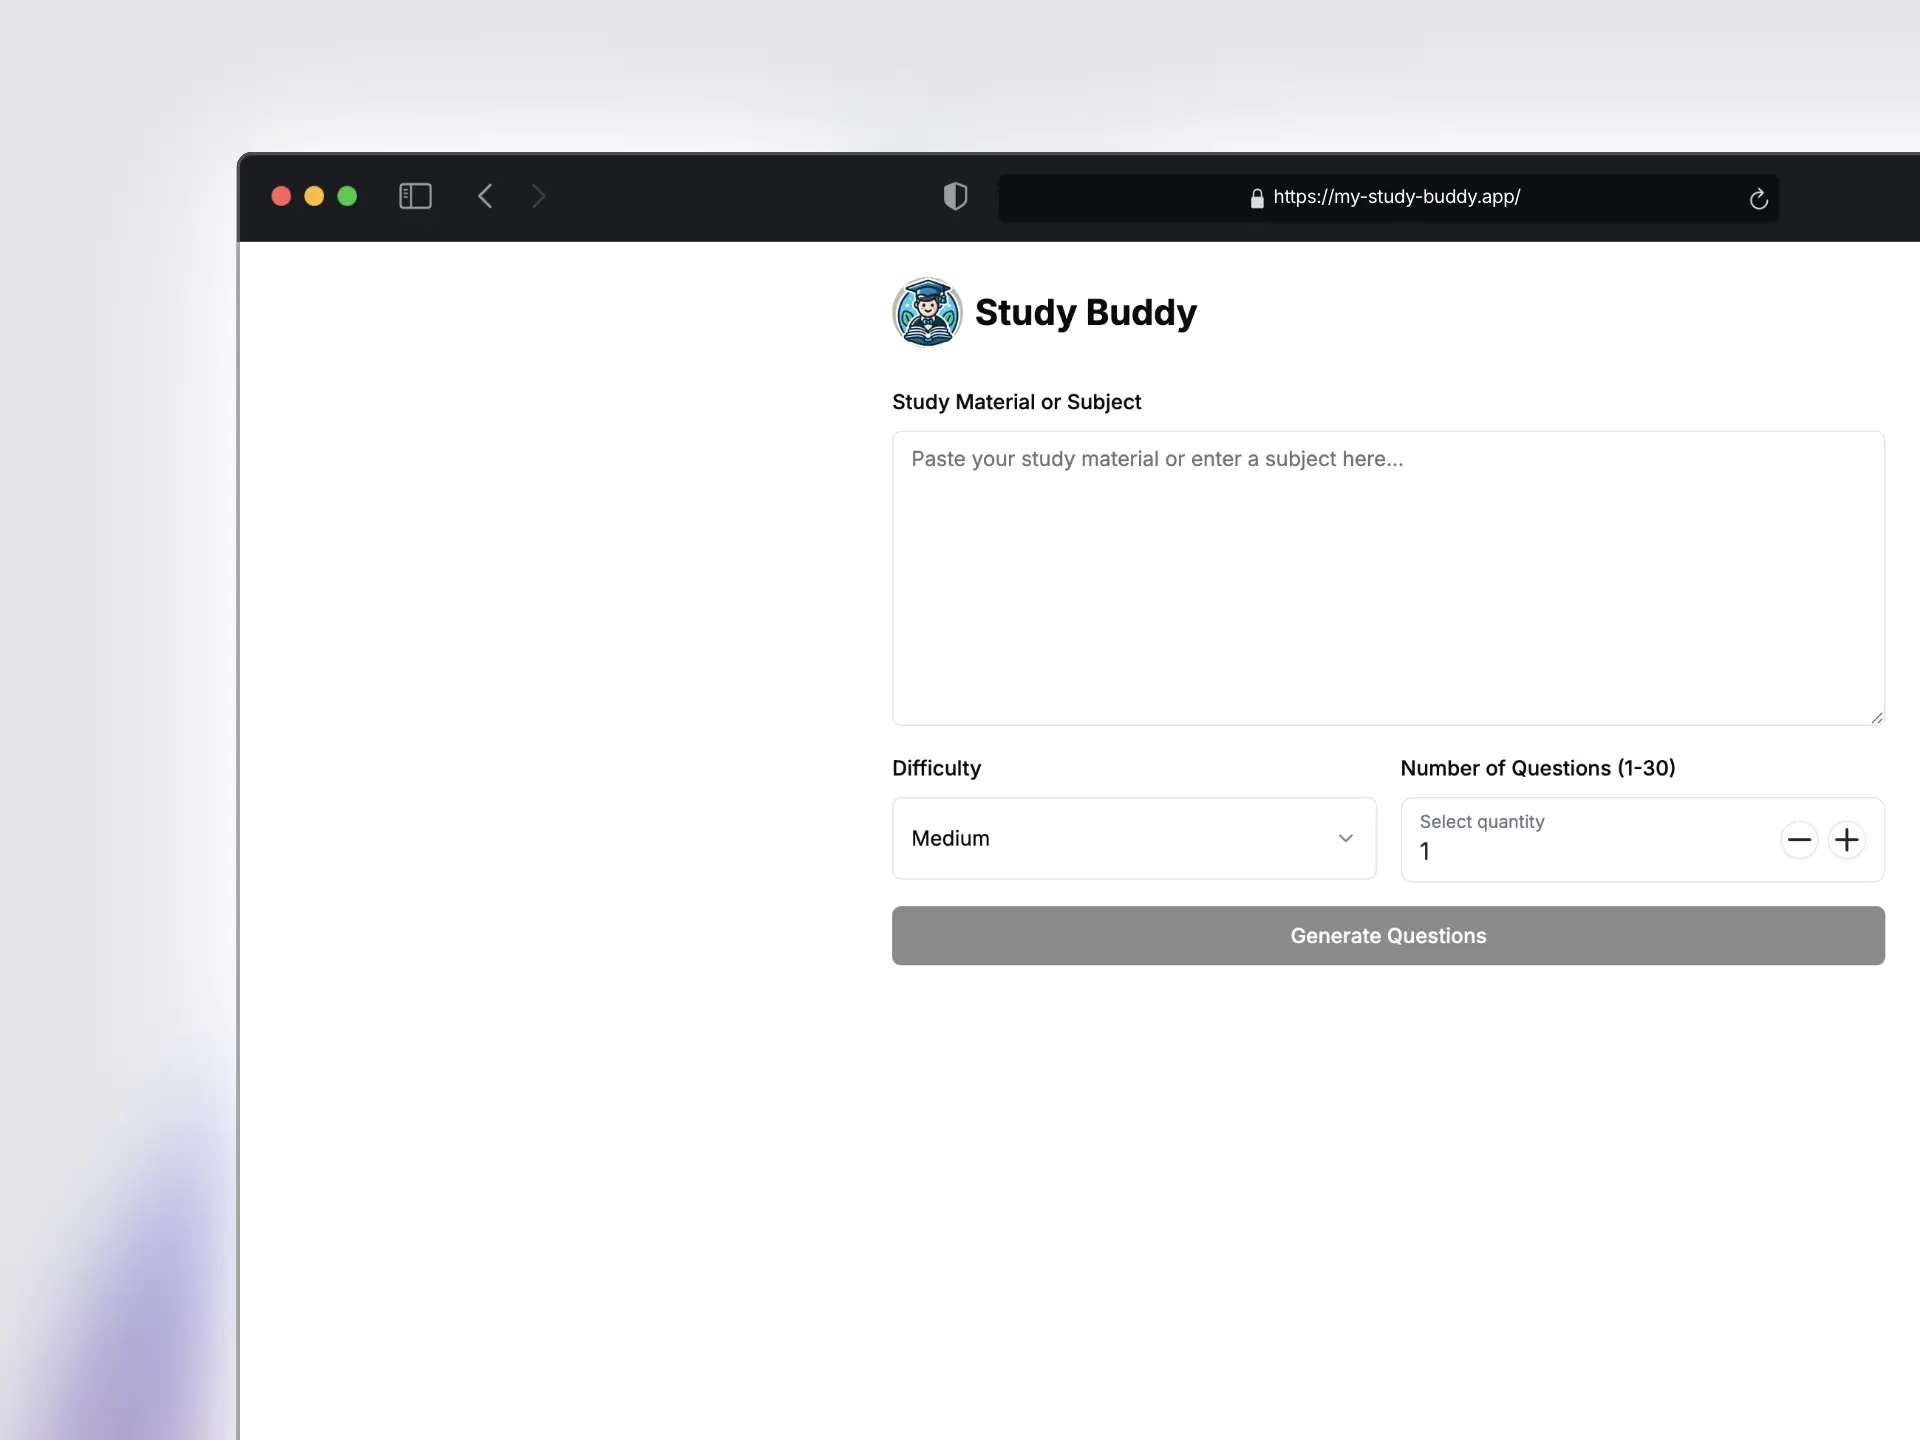 https://my-study-buddy.app/
Study Buddy
Study Material or Subject
Paste your study material or enter a subject here...
Difficulty
Number of Questions (1-30)
Medium
Select quantity
1
Generate Questions